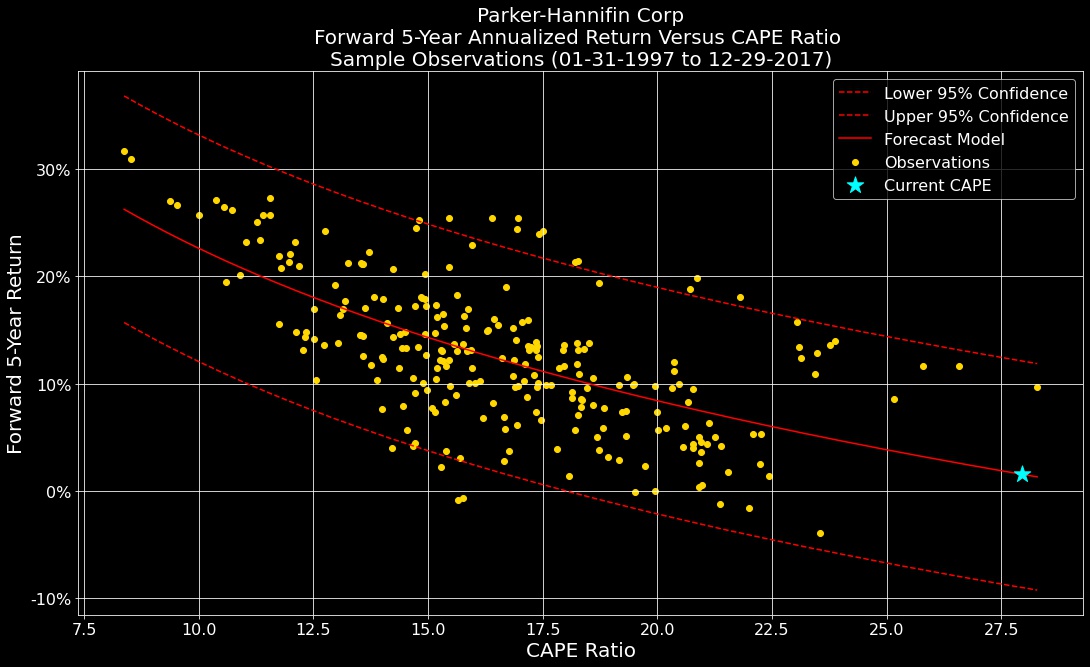 Parker-Hannifin Corp
Forward 5-Year Annualized Return Versus CAPE Ratio
Sample Observations (01-31-1997 to 12-29-2017)
Lower 95% Confidence
Upper 95% Confidence
Forecast Model
Observations
Current CAPE
Forward 5-Year Return
30%
20%
10%
0%
-10%
7.5
10.0
12.5
15.0
17.5
20.0
22.5
25.0
27.5
CAPE Ratio